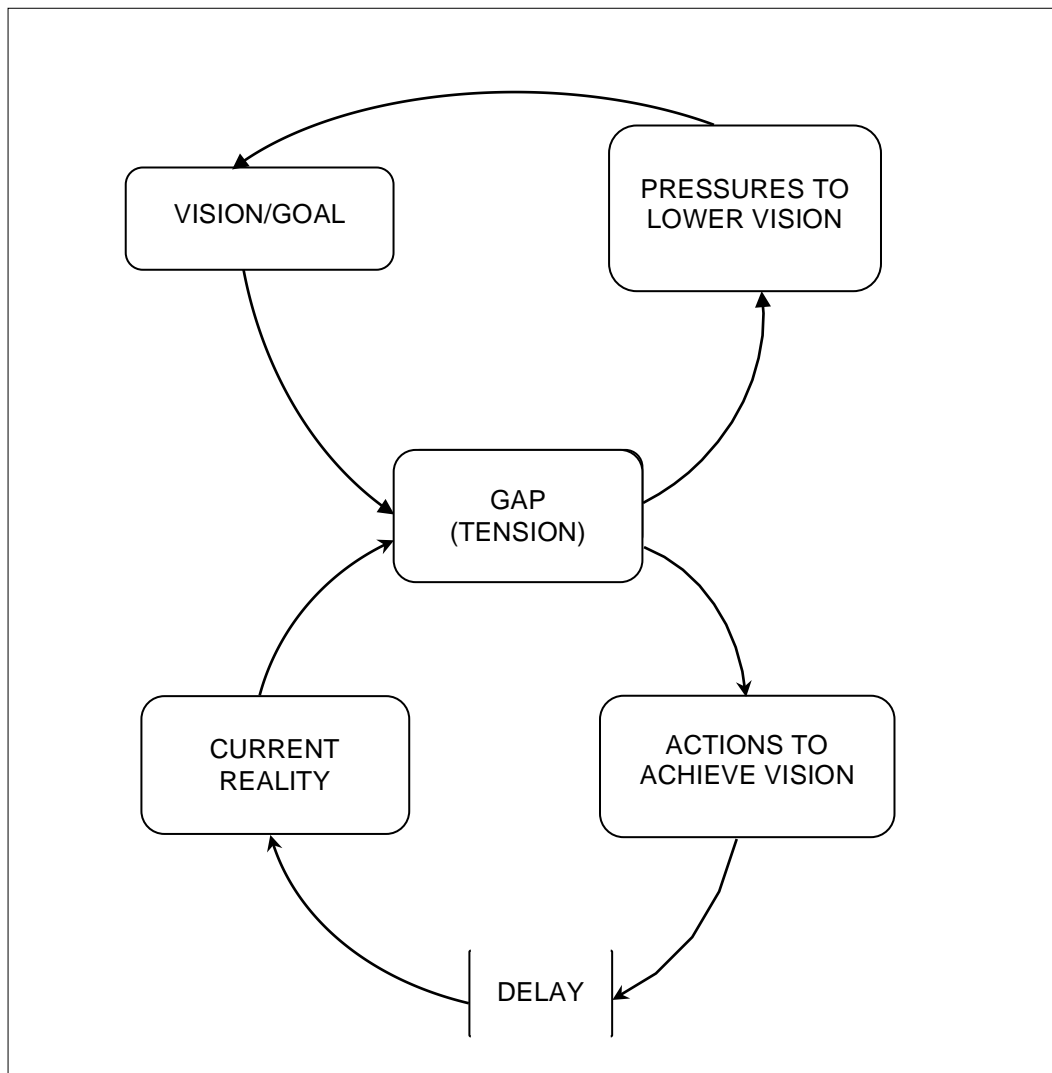 PRESSURES TO
LOWER VISION
VISION/GOAL
GAP
(TENSION)
CURRENT
REALITY
ACTIONS TO
ACHIEVE VISION
DELAY